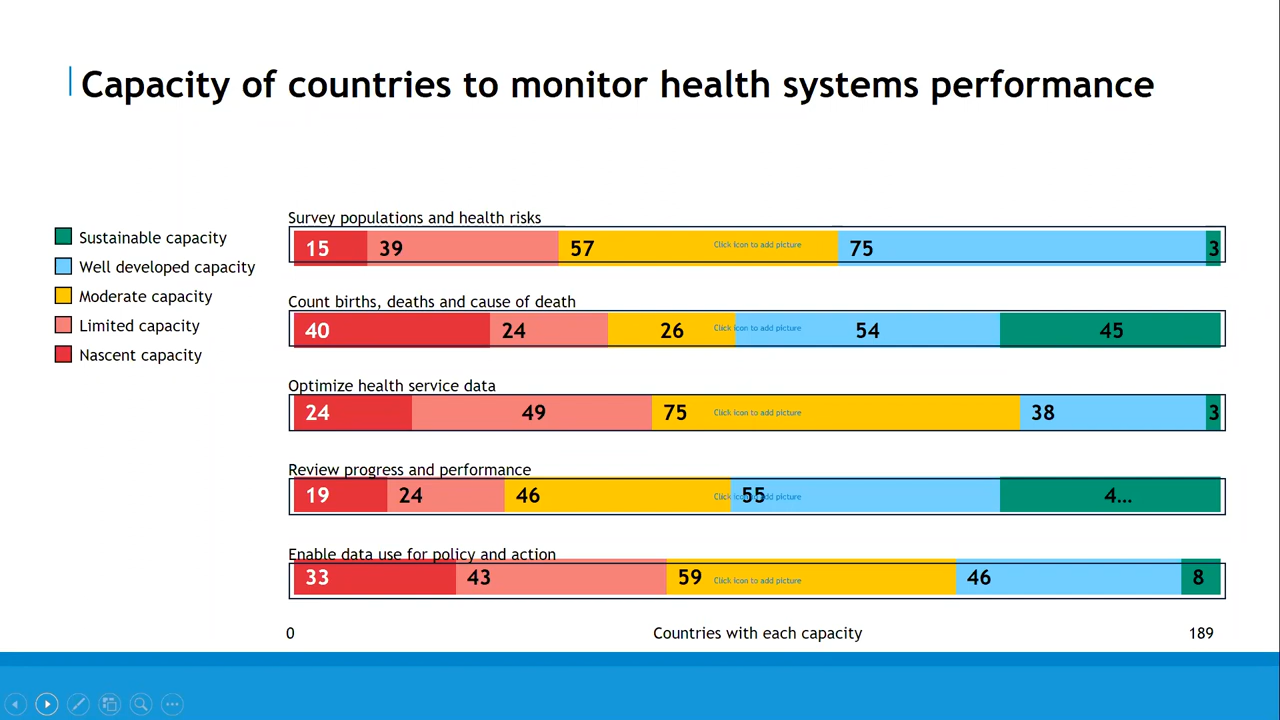 Capacity of countries to monitor health systems performance
Sustainable capacity
Well developed capacity
Moderate capacity
Limited capacity
Nascent capacity
Survey populations and health risks
15 39 57 Click icon to add picture 75 3
Count births, deaths and cause of death
40 24 26 Click icon to add picture 54 45
Optimize health service data
24 49 75 Click icon to add picture 38 3
Review progress and performance
19 24 46 Click icon to add picture 55 4...
Enable data use for policy and action
33 43 59 Click icon to add picture 46 8
0 Countries with each capacity 189